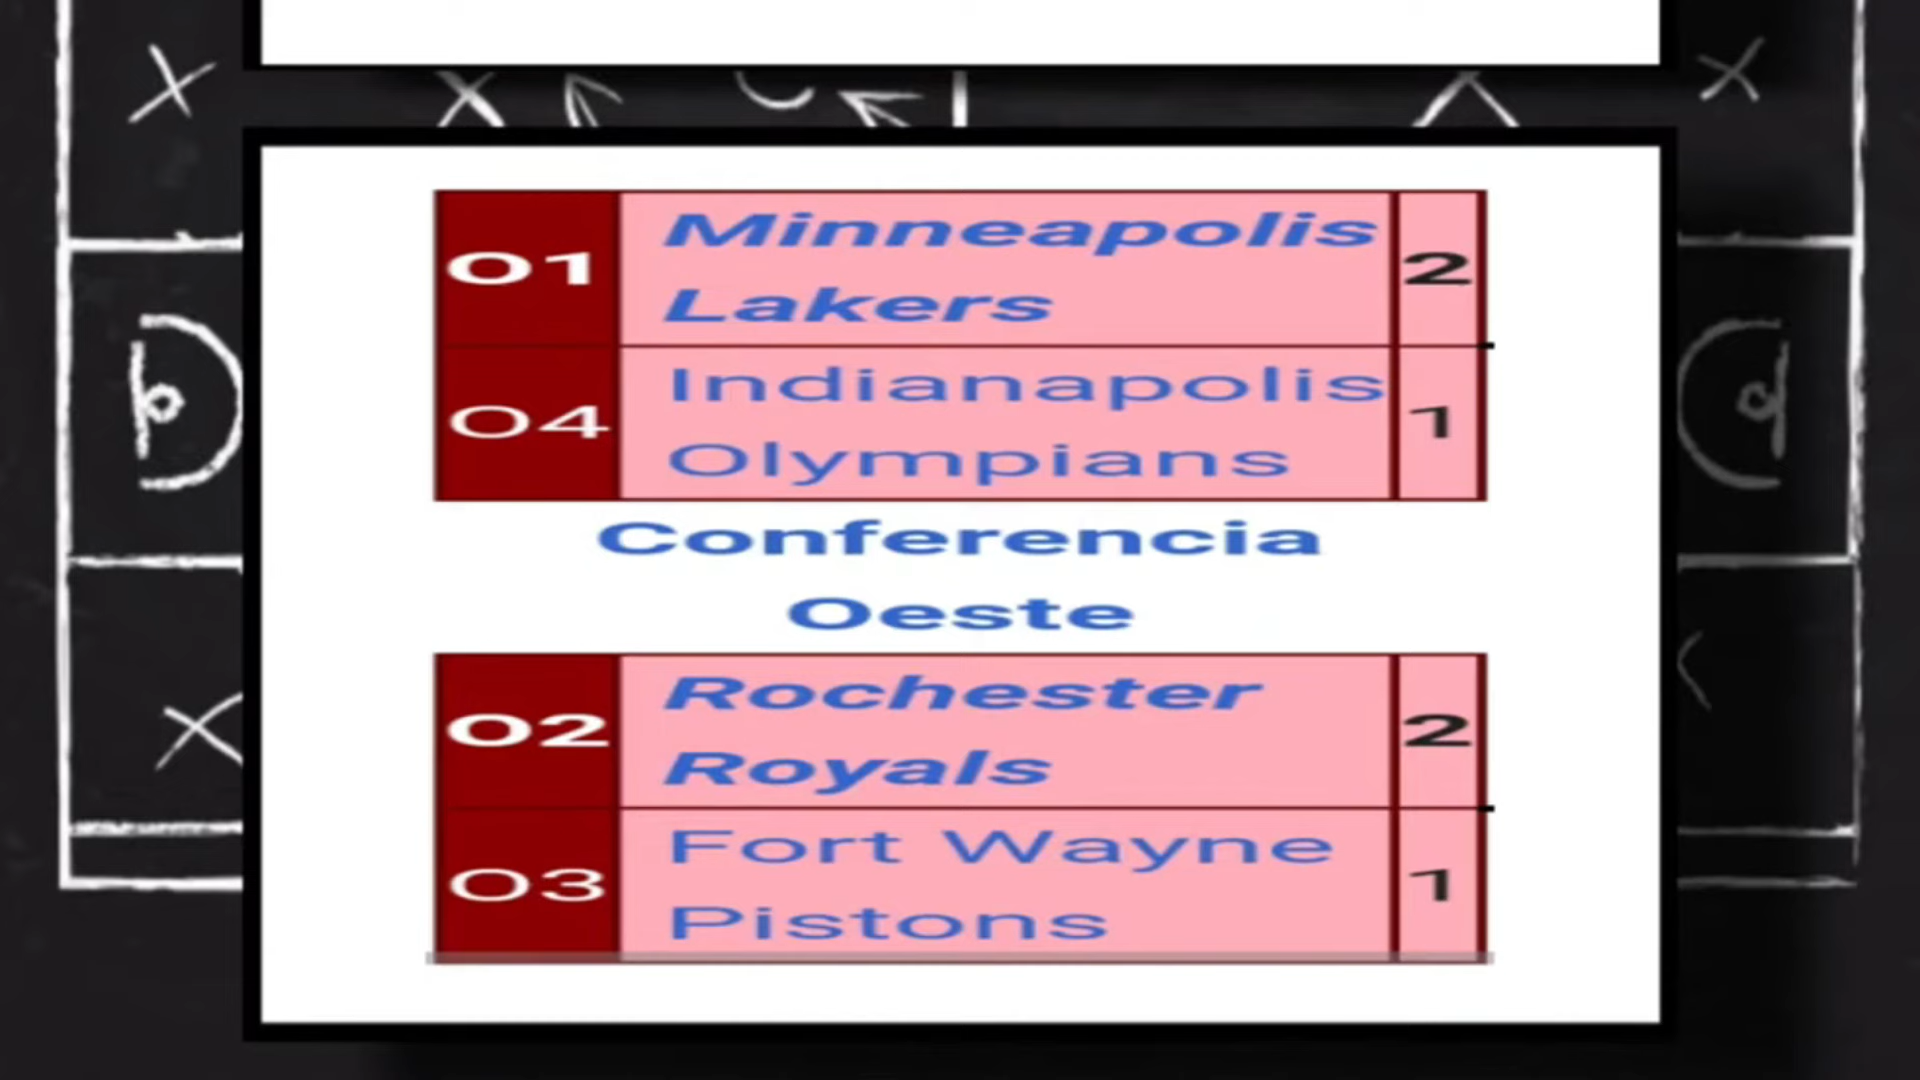 01 Minneapolis 2
Lakers
04 Indianapolis 1
Olympians
Conferencia
Oeste
02 Rochester 2
Royals
03 Fort Wayne 1
Pistons